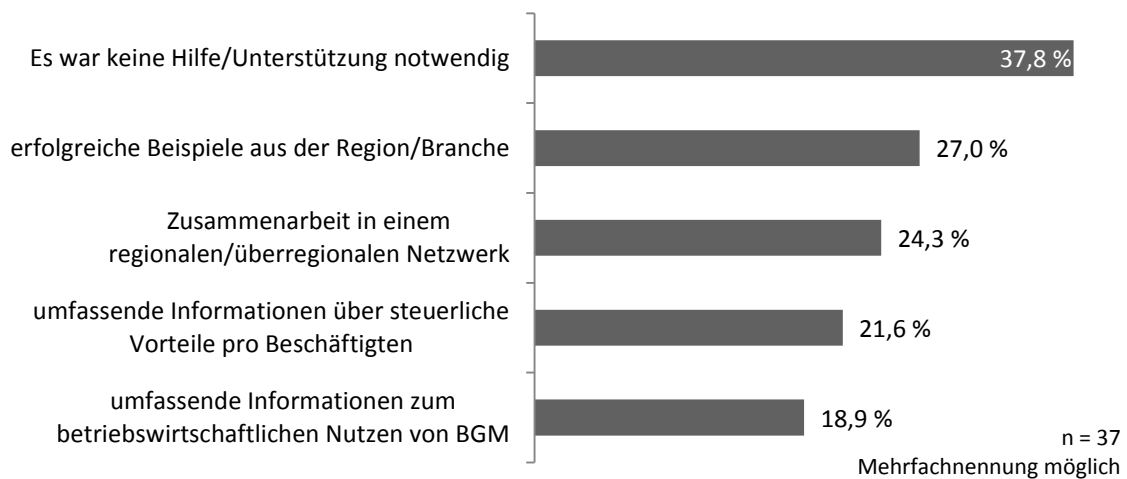 Es war keine Hilfe/Unterstützung notwendig
37,8 %
erfolgreiche Beispiele aus der Region/Branche
27,0 %
Zusammenarbeit in einem
regionalen/überregionalen Netzwerk
24,3 %
umfassende Informationen über steuerliche
Vorteile pro Beschäftigten
21,6 %
umfassende Informationen zum
betriebswirtschaftlichen Nutzen von BGM
18,9 %
n = 37
Mehrfachnennung möglich